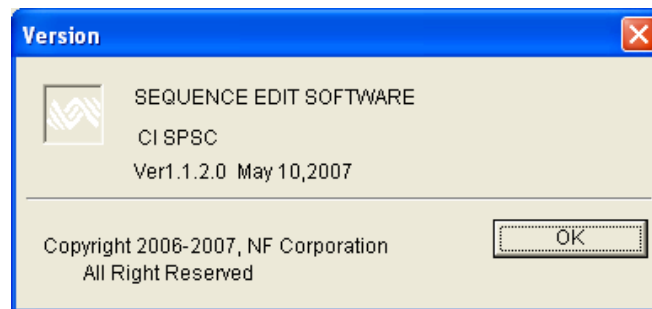 Version
SEQUENCE EDIT SOFTWARE
CI SPSC
Ver1.1.2.0 May 10,2007
Copyright 2006-2007, NF Corporation
All Right Reserved
OK